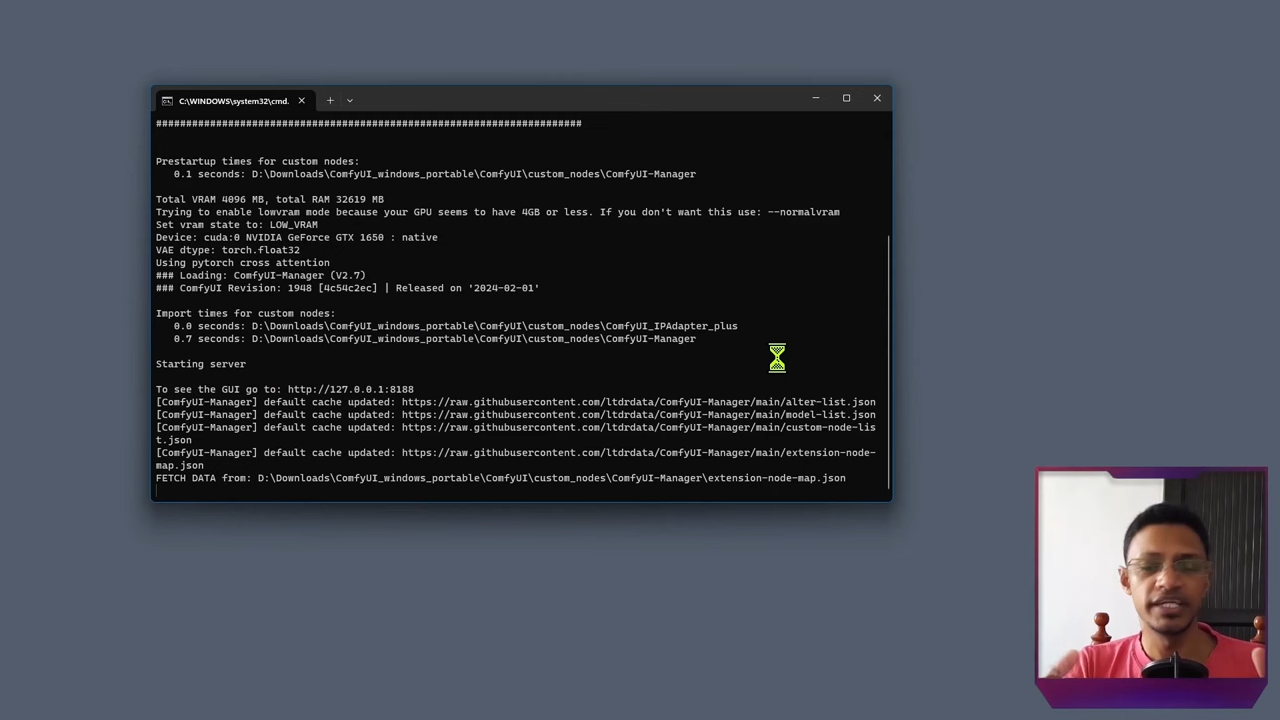 C:\WINDOWS\system32\cmd.
######################################################################
Prestartup times for custom nodes:
0.1 seconds: D:\Downloads\ComfyUI_windows_portable\ComfyUI\custom_nodes\ComfyUI-Manager
Total VRAM 4096 MB, total RAM 32619 MB
Trying to enable lowvram mode because your GPU seems to have 4GB or less. If you don't want this use: --normalvram
Set vram state to: LOW_VRAM
Device: cuda:0 NVIDIA GeForce GTX 1650 : native
VAE dtype: torch.float32
Using pytorch cross attention
### Loading: ComfyUI-Manager (V2.7)
### ComfyUI Revision: 1948 [4c54c2ec] | Released on '2024-02-01'
Import times for custom nodes:
0.0 seconds: D:\Downloads\ComfyUI_windows_portable\ComfyUI\custom_nodes\ComfyUI_IPAdapter_plus
0.7 seconds: D:\Downloads\ComfyUI_windows_portable\ComfyUI\custom_nodes\ComfyUI-Manager
Starting server
To see the GUI go to: http://127.0.0.1:8188
[ComfyUI-Manager] default cache updated: https://raw.githubusercontent.com/ltdrdata/ComfyUI-Manager/main/alter-list.json
[ComfyUI-Manager] default cache updated: https://raw.githubusercontent.com/ltdrdata/ComfyUI-Manager/main/model-list.json
[ComfyUI-Manager] default cache updated: https://raw.githubusercontent.com/ltdrdata/ComfyUI-Manager/main/custom-node-lis
t.json
[ComfyUI-Manager] default cache updated: https://raw.githubusercontent.com/ltdrdata/ComfyUI-Manager/main/extension-node-
map.json
FETCH DATA from: D:\Downloads\ComfyUI_windows_portable\ComfyUI\custom_nodes\ComfyUI-Manager\extension-node-map.json